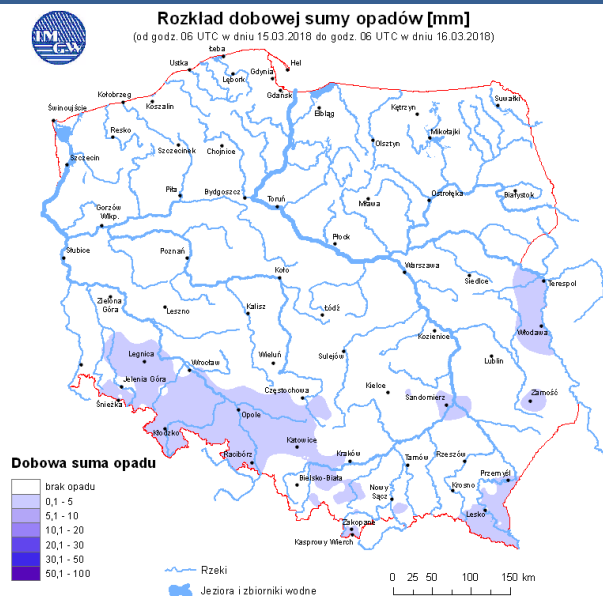 Rozklad dobowej sumy opadów [mm]
(od godz. 06 UTC w dniu 15.03.2018 do godz. 06 UTC w dniu 16.03.2018)
IM
GW
Łeba
Ustka
Hel
Gdynia
Lębork
Kołobrzeg
Koszalin
Gdańsk
Suwałki
Świnoujście
Elbląg
Kętrzyn
Resko
Mikołajki
Szczecinek
Chojnice
Olsztyn
Szczecin
Piła
Bydgoszcz
Toruń
Mława
Ostrołęka
Białystok
Gorzów
Wlkp.
Płock
Słubice
Poznań
Koło
Warszawa
Siedlce
Terespol
Zielona
Góra
Leszno
Kalisz
Łódź
Kozienice
Włodawa
Legnica
Wrocław
Wieluń
Sulejów
Lublin
Jelenia Góra
Śnieżka
Częstochowa
Kielce
Sandomierz
Zamość
Opole
Kłodzko
Katowice
Racibórz
Kraków
Tarnów
Rzeszów
Bielsko-Biała
Nowy
Sącz
Krosno
Przemyśl
Lesko
Zakopane
Kasprowy Wierch
Dobowa suma opadu
brak opadu
0,1 - 5
5,1 - 10
10,1 - 20
20,1 - 30
30,1 - 50
50,1 - 100
Rzeki
Jeziora i zbiorniki wodne
0 25 50 100 150 km